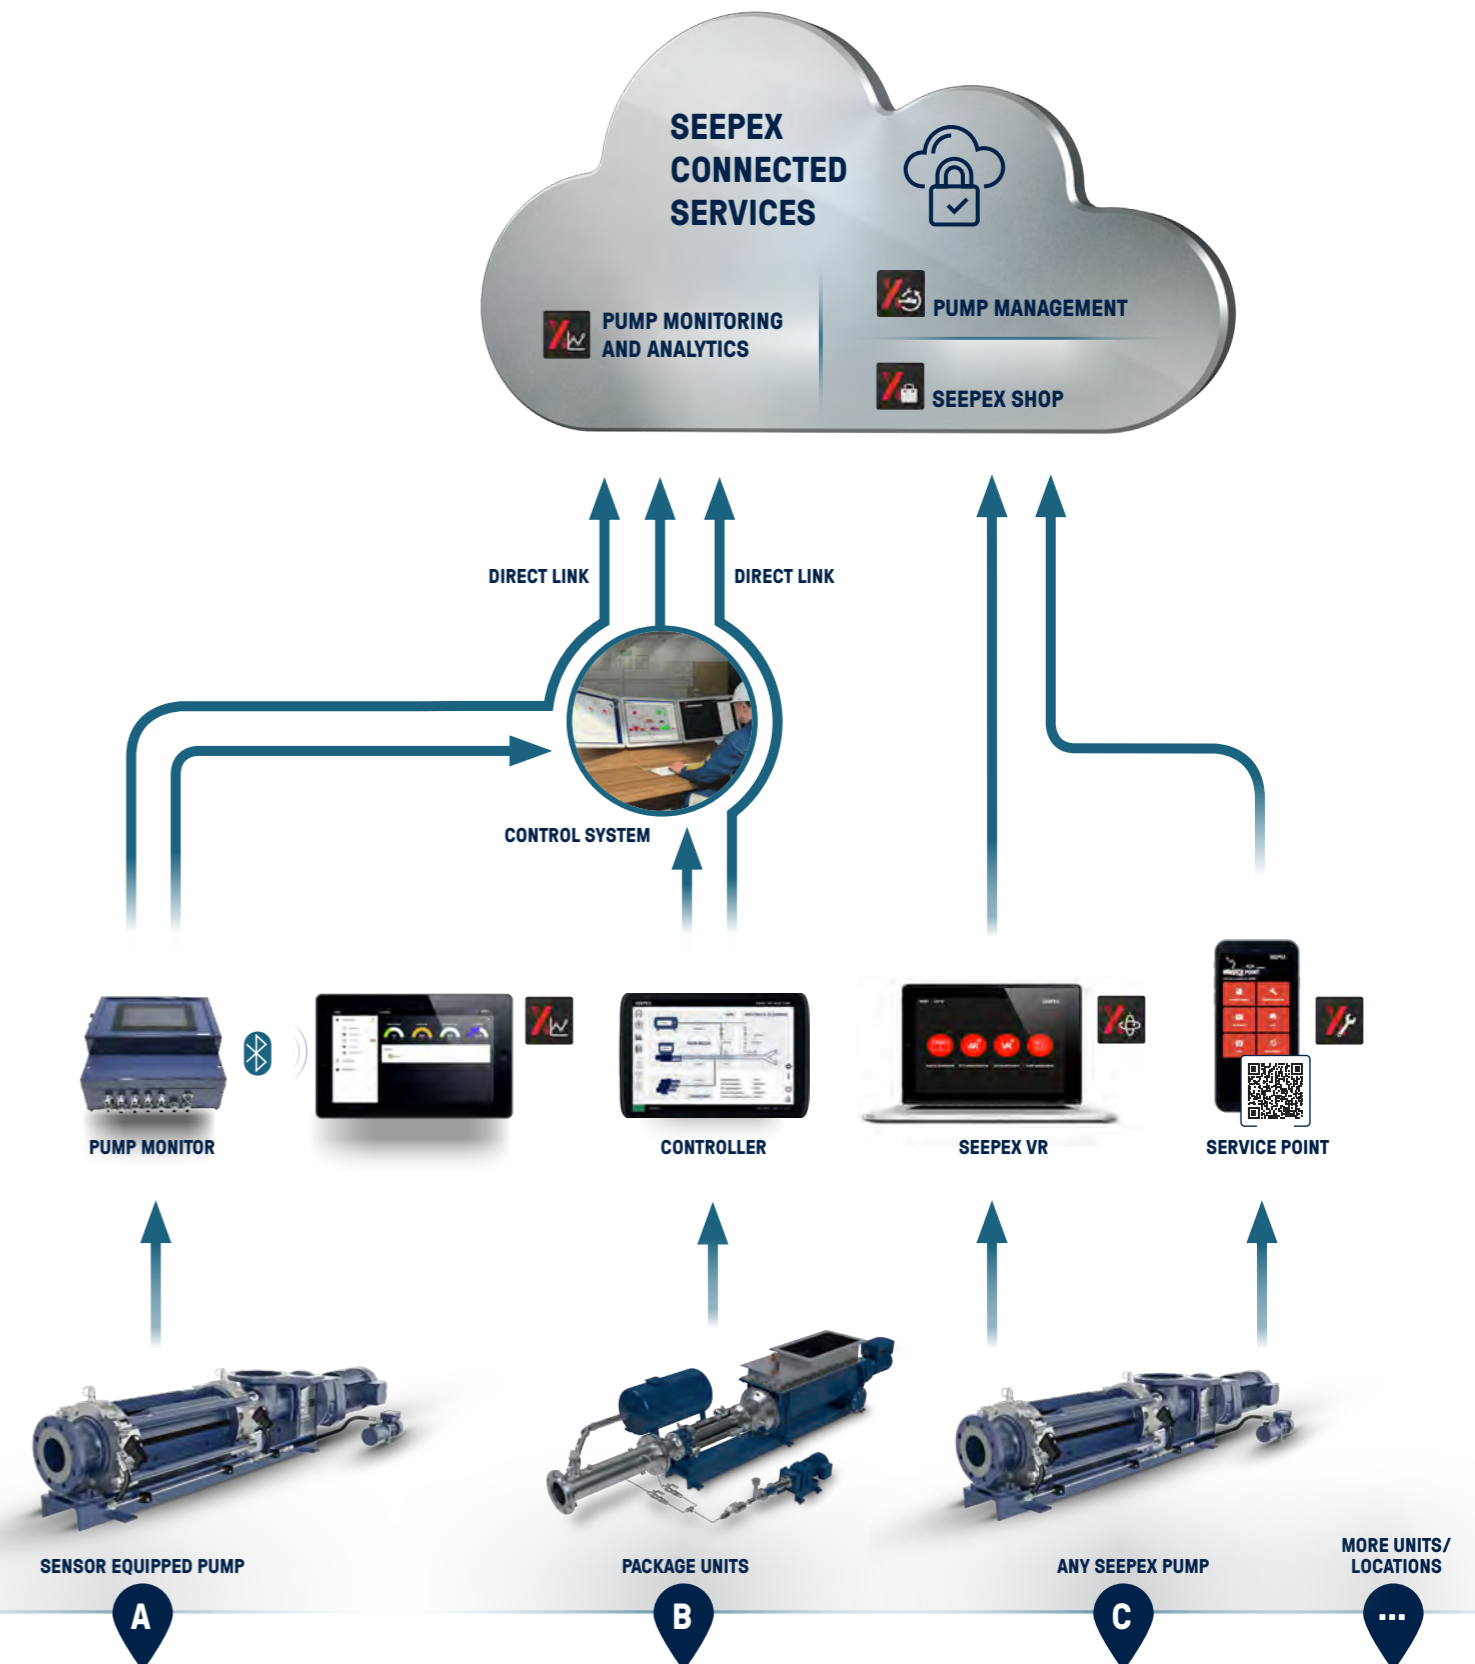 SEEPEX
CONNECTED
SERVICES
PUMP MONITORING
AND ANALYTICS
PUMP MANAGEMENT
SEEPEX SHOP
DIRECT LINK
DIRECT LINK
CONTROL SYSTEM
PUMP MONITOR
CONTROLLER
SEEPEX VR
SERVICE POINT
SENSOR EQUIPPED PUMP
PACKAGE UNITS
ANY SEEPEX PUMP
MORE UNITS/
LOCATIONS
A
B
C
...